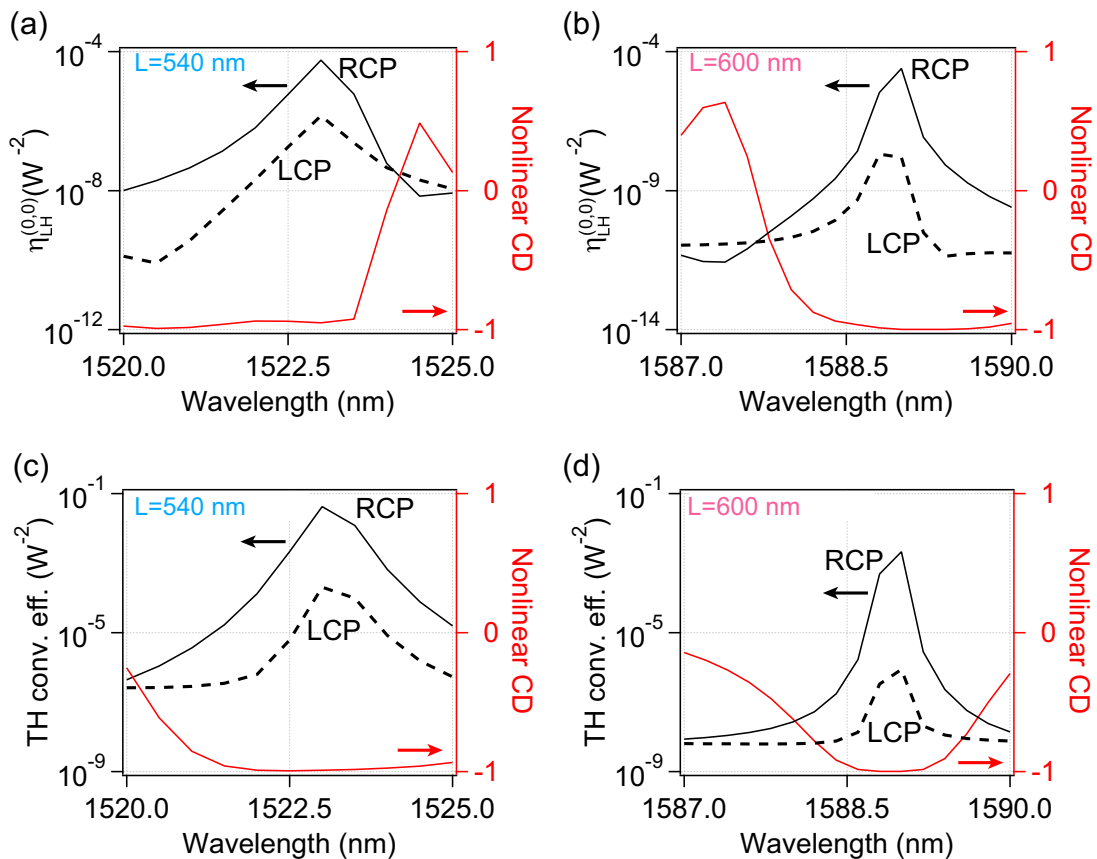 (a)
10^-4
10^-8
10^-12
η_LH^(0,0)(W^-2)
L=540 nm
RCP
LCP
1
0
-1
Nonlinear CD
1520.0 1522.5 1525.0
Wavelength (nm)
(b)
10^-4
10^-9
10^-14
η_LH^(0,0)(W^-2)
L=600 nm
RCP
LCP
1
0
-1
Nonlinear CD
1587.0 1588.5 1590.0
Wavelength (nm)
(c)
10^-1
10^-5
10^-9
TH conv. eff. (W^-2)
L=540 nm
RCP
LCP
1
0
-1
Nonlinear CD
1520.0 1522.5 1525.0
Wavelength (nm)
(d)
10^-1
10^-5
10^-9
TH conv. eff. (W^-2)
L=600 nm
RCP
LCP
1
0
-1
Nonlinear CD
1587.0 1588.5 1590.0
Wavelength (nm)